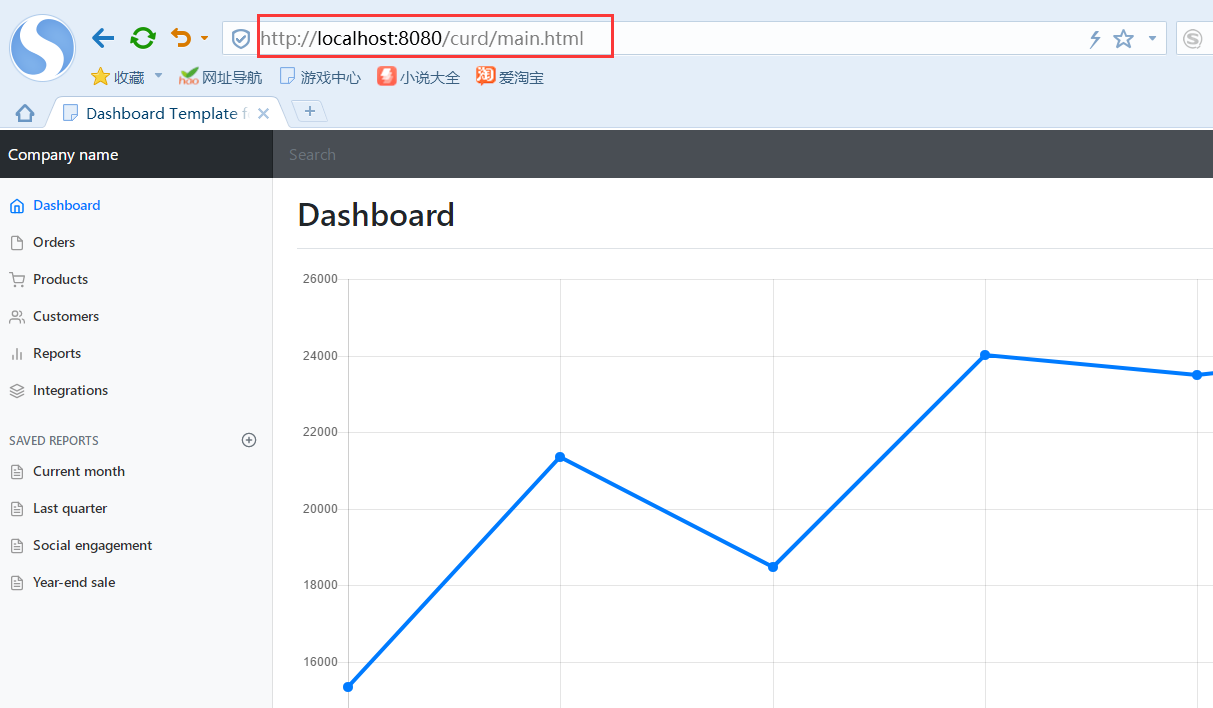 http://localhost:8080/curd/main.html
收藏 hao 网址导航 游戏中心 小说大全 淘 爱淘宝
Dashboard Template f
Company name
Search
Dashboard
Orders
Products
Customers
Reports
Integrations
SAVED REPORTS
Current month
Last quarter
Social engagement
Year-end sale
Dashboard
26000
24000
22000
20000
18000
16000